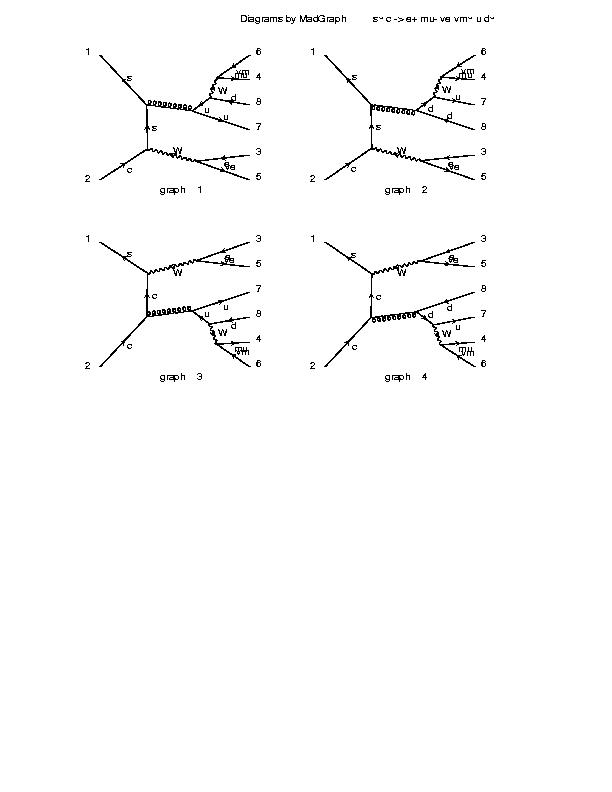 Diagrams by MadGraph s~ c -> e+ mu- ve vm~ u d~
1 6
s vm
mu 4
W
d 8
u u 7
s
W 3
c e
ve
2 5
graph 1
1 6
s vm
mu 4
W
u 7
d d 8
s
W 3
c e
ve
2 5
graph 2
1 3
s e
ve 5
W
7
c u
u 8
d
W 4
c mu
vm
2 6
graph 3
1 3
s e
ve 5
W
8
c d
d 7
u
W 4
c mu
vm
2 6
graph 4